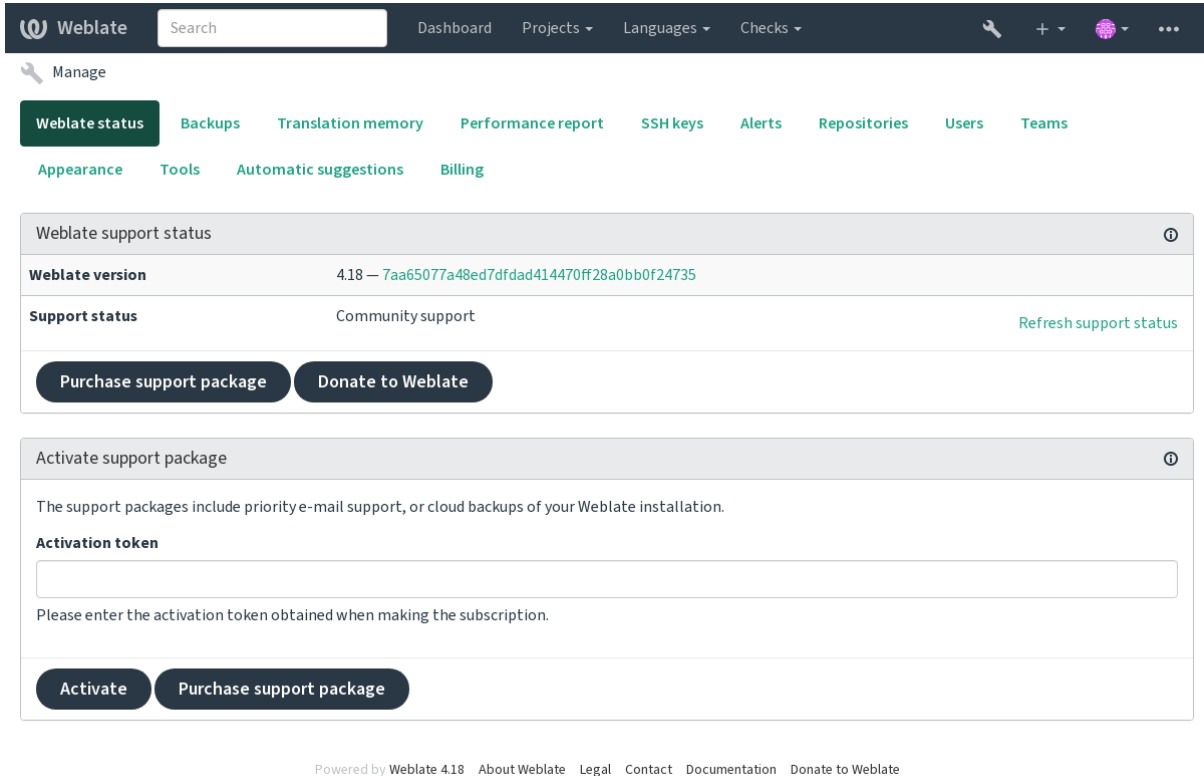 Weblate Search Dashboard Projects Languages Checks
Manage
Weblate status Backups Translation memory Performance report SSH keys Alerts Repositories Users Teams
Appearance Tools Automatic suggestions Billing
Weblate support status
Weblate version 4.18 — 7aa65077a48ed7dfdad414470ff28a0bb0f24735
Support status Community support Refresh support status
Purchase support package Donate to Weblate
Activate support package
The support packages include priority e-mail support, or cloud backups of your Weblate installation.
Activation token
Please enter the activation token obtained when making the subscription.
Activate Purchase support package
Powered by Weblate 4.18 About Weblate Legal Contact Documentation Donate to Weblate